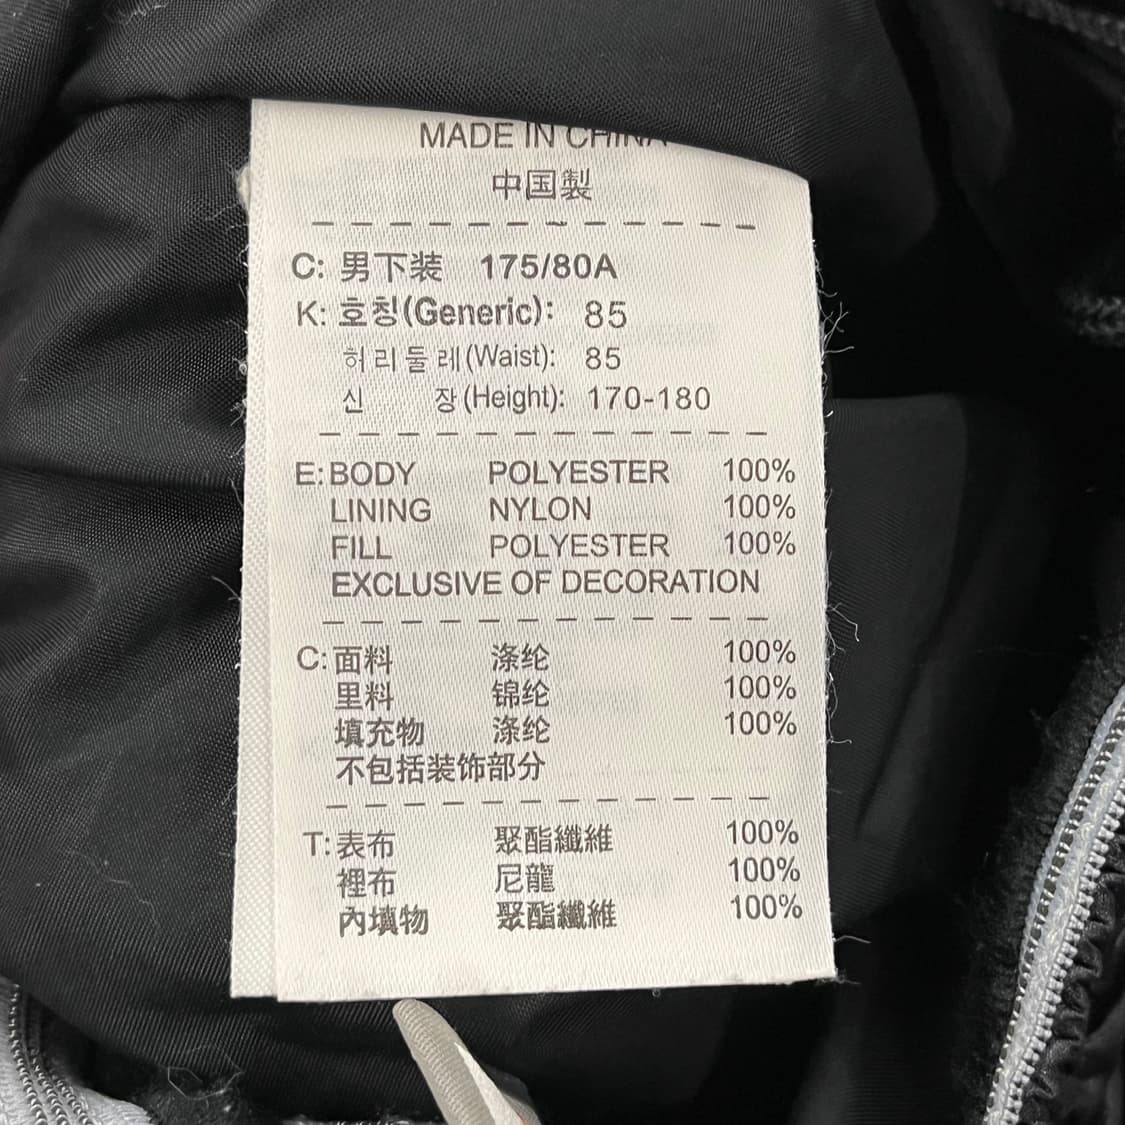 MADE IN CHINA
中国製
C: 男下装 175/80A
K: 호칭(Generic): 85
허리둘레(Waist): 85
신 장(Height): 170-180
E: BODY POLYESTER 100%
LINING NYLON 100%
FILL POLYESTER 100%
EXCLUSIVE OF DECORATION
C: 面料 涤纶 100%
里料 锦纶 100%
填充物 涤纶 100%
不包括装饰部分
T: 表布 聚酯纖維 100%
裡布 尼龍 100%
內填物 聚酯纖維 100%